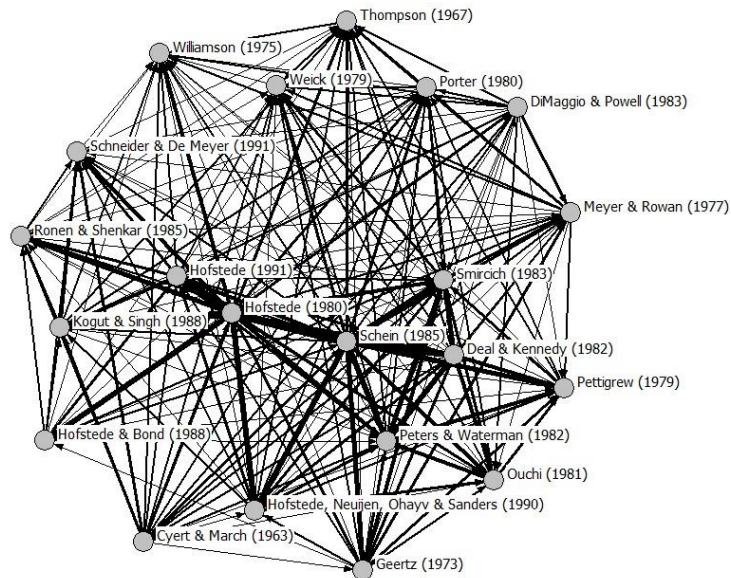 Thompson (1967)
Williamson (1975)
Weick (1979)
Porter (1980)
DiMaggio & Powell (1983)
Schneider & De Meyer (1991)
Meyer & Rowan (1977)
Ronen & Shenkar (1985)
Hofstede (1991)
Smircich (1983)
Hofstede (1980)
Kogut & Singh (1988)
Schein (1985)
Deal & Kennedy (1982)
Pettigrew (1979)
Hofstede & Bond (1988)
Peters & Waterman (1982)
Ouchi (1981)
Hofstede, Neuijen, Ohayv & Sanders (1990)
Cyert & March (1963)
Geertz (1973)